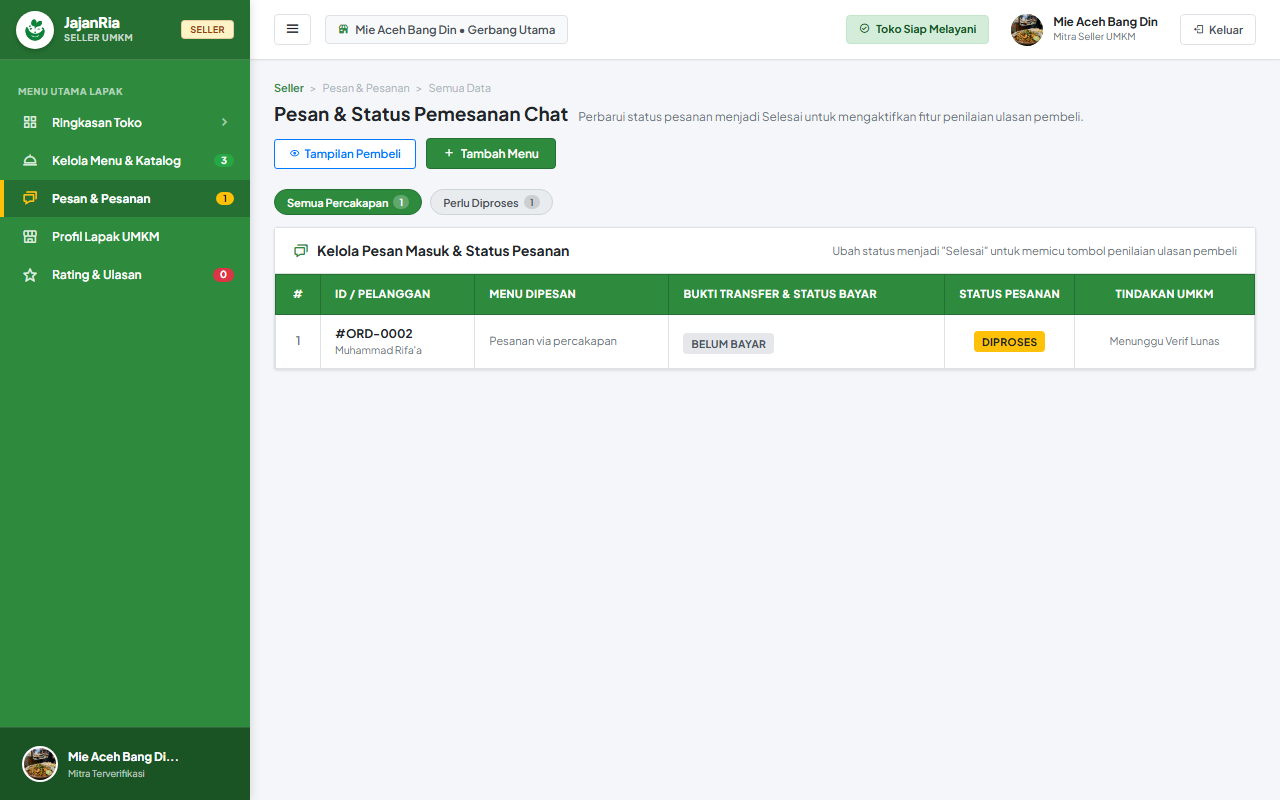 JajanRia
SELLER UMKM
SELLER
Mie Aceh Bang Din • Gerbang Utama
Toko Siap Melayani
Mie Aceh Bang Din
Mitra Seller UMKM
Keluar
MENU UTAMA LAPAK
Ringkasan Toko
Kelola Menu & Katalog 3
Pesan & Pesanan 1
Profil Lapak UMKM
Rating & Ulasan 0
Mie Aceh Bang Di...
Mitra Terverifikasi
Seller > Pesan & Pesanan > Semua Data
Pesan & Status Pemesanan Chat Perbarui status pesanan menjadi Selesai untuk mengaktifkan fitur penilaian ulasan pembeli.
Tampilan Pembeli + Tambah Menu
Semua Percakapan 1 Perlu Diproses 1
Kelola Pesan Masuk & Status Pesanan Ubah status menjadi "Selesai" untuk memicu tombol penilaian ulasan pembeli
# ID / PELANGGAN MENU DIPESAN BUKTI TRANSFER & STATUS BAYAR STATUS PESANAN TINDAKAN UMKM
1 #ORD-0002 Pesanan via percakapan BELUM BAYAR DIPROSES Menunggu Verif Lunas
Muhammad Rifa'a